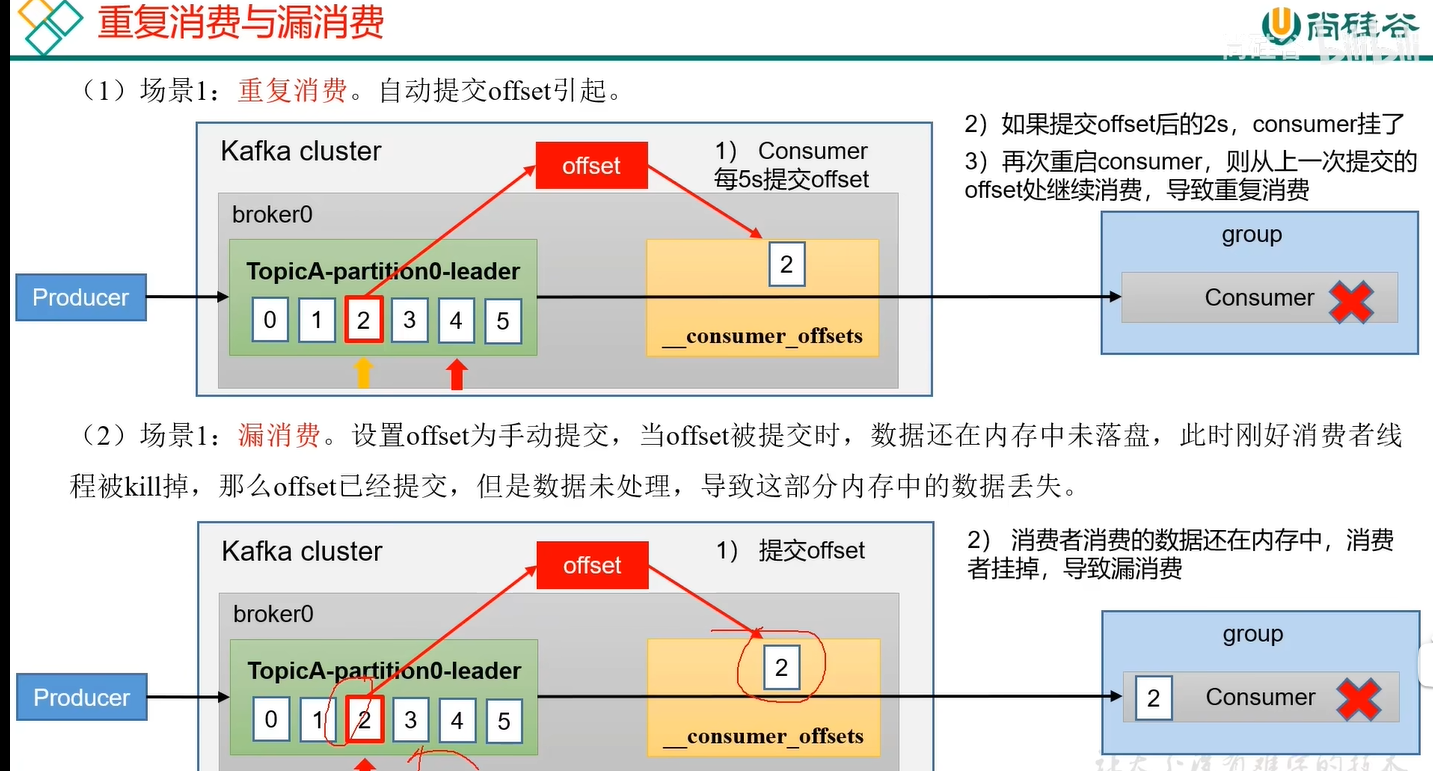 重复消费与漏消费
尚硅谷
（1）场景1：重复消费。自动提交offset引起。
Kafka cluster
offset
1） Consumer
每5s提交offset
2）如果提交offset后的2s，consumer挂了
3）再次重启consumer，则从上一次提交的
offset处继续消费，导致重复消费
broker0
TopicA-partition0-leader
0 1 2 3 4 5
2
__consumer_offsets
Producer
group
Consumer
（2）场景1：漏消费。设置offset为手动提交，当offset被提交时，数据还在内存中未落盘，此时刚好消费者线
程被kill掉，那么offset已经提交，但是数据未处理，导致这部分内存中的数据丢失。
Kafka cluster
offset
1） 提交offset
2） 消费者消费的数据还在内存中，消费
者挂掉，导致漏消费
broker0
TopicA-partition0-leader
0 1 2 3 4 5
2
__consumer_offsets
Producer
group
2 Consumer
让天下没有难学的技术